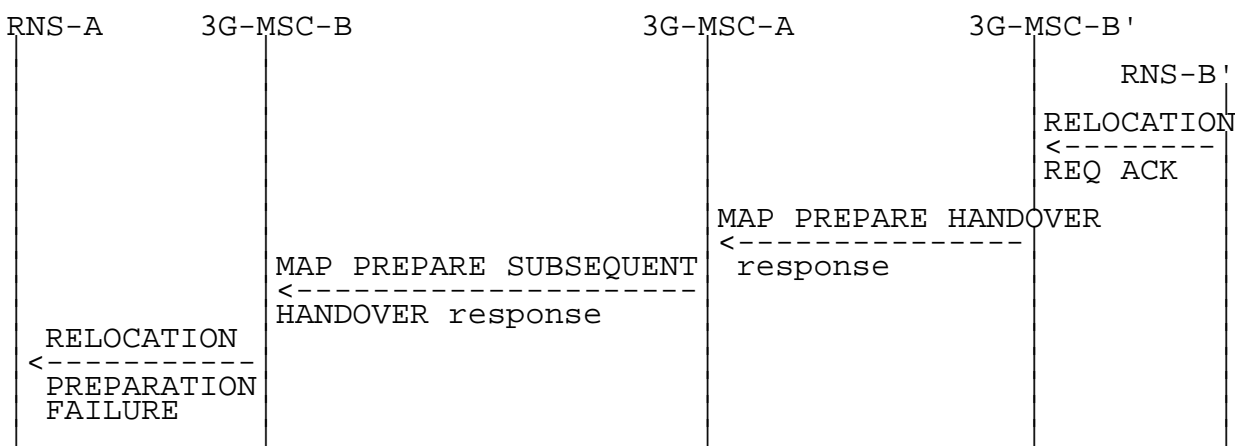 RNS-A 3G-MSC-B 3G-MSC-A 3G-MSC-B'
RNS-B'
RELOCATION
REQ ACK
MAP PREPARE HANDOVER
response
MAP PREPARE SUBSEQUENT
HANDOVER response
RELOCATION
PREPARATION
FAILURE